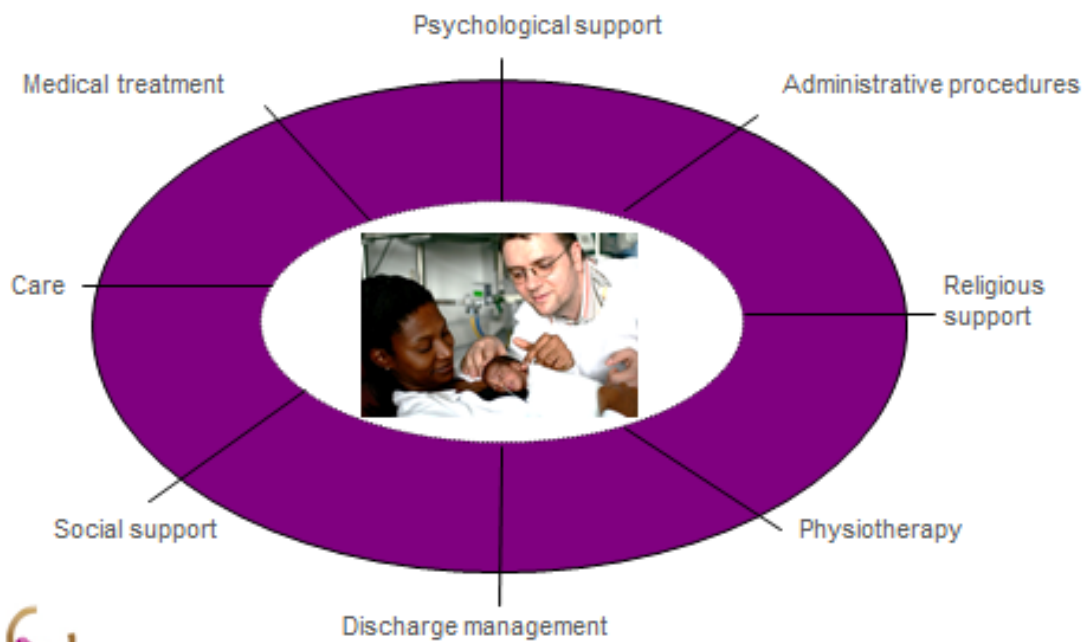 Psychological support
Medical treatment
Administrative procedures
Care
Religious
support
Social support
Physiotherapy
Discharge management